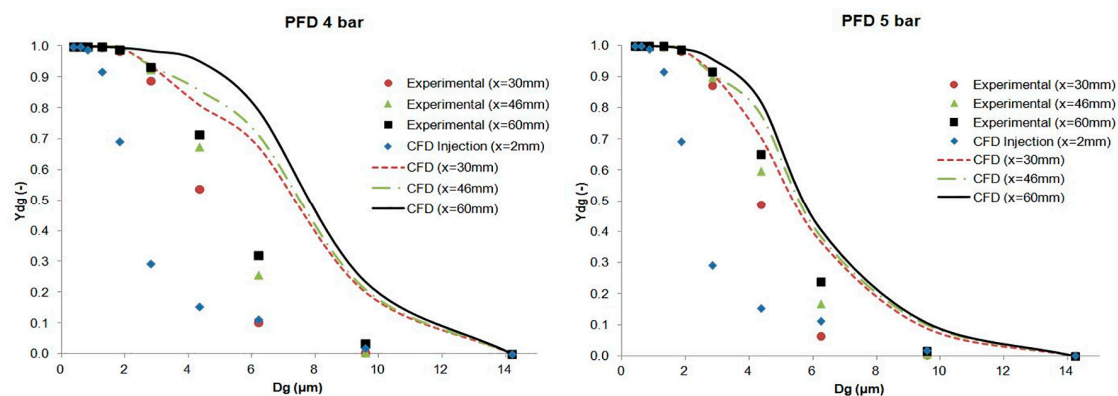 PFD 4 bar
1.0
0.9
0.8
0.7
0.6
0.5
0.4
0.3
0.2
0.1
0.0
Ydg (-)
0
2
4
6
8
10
12
14
Dg (µm)
Experimental (x=30mm)
Experimental (x=46mm)
Experimental (x=60mm)
CFD Injection (x=2mm)
CFD (x=30mm)
CFD (x=46mm)
CFD (x=60mm)
PFD 5 bar
1.0
0.9
0.8
0.7
0.6
0.5
0.4
0.3
0.2
0.1
0.0
Ydg (-)
0
2
4
6
8
10
12
14
Dg (µm)
Experimental (x=30mm)
Experimental (x=46mm)
Experimental (x=60mm)
CFD Injection (x=2mm)
CFD (x=30mm)
CFD (x=46mm)
CFD (x=60mm)